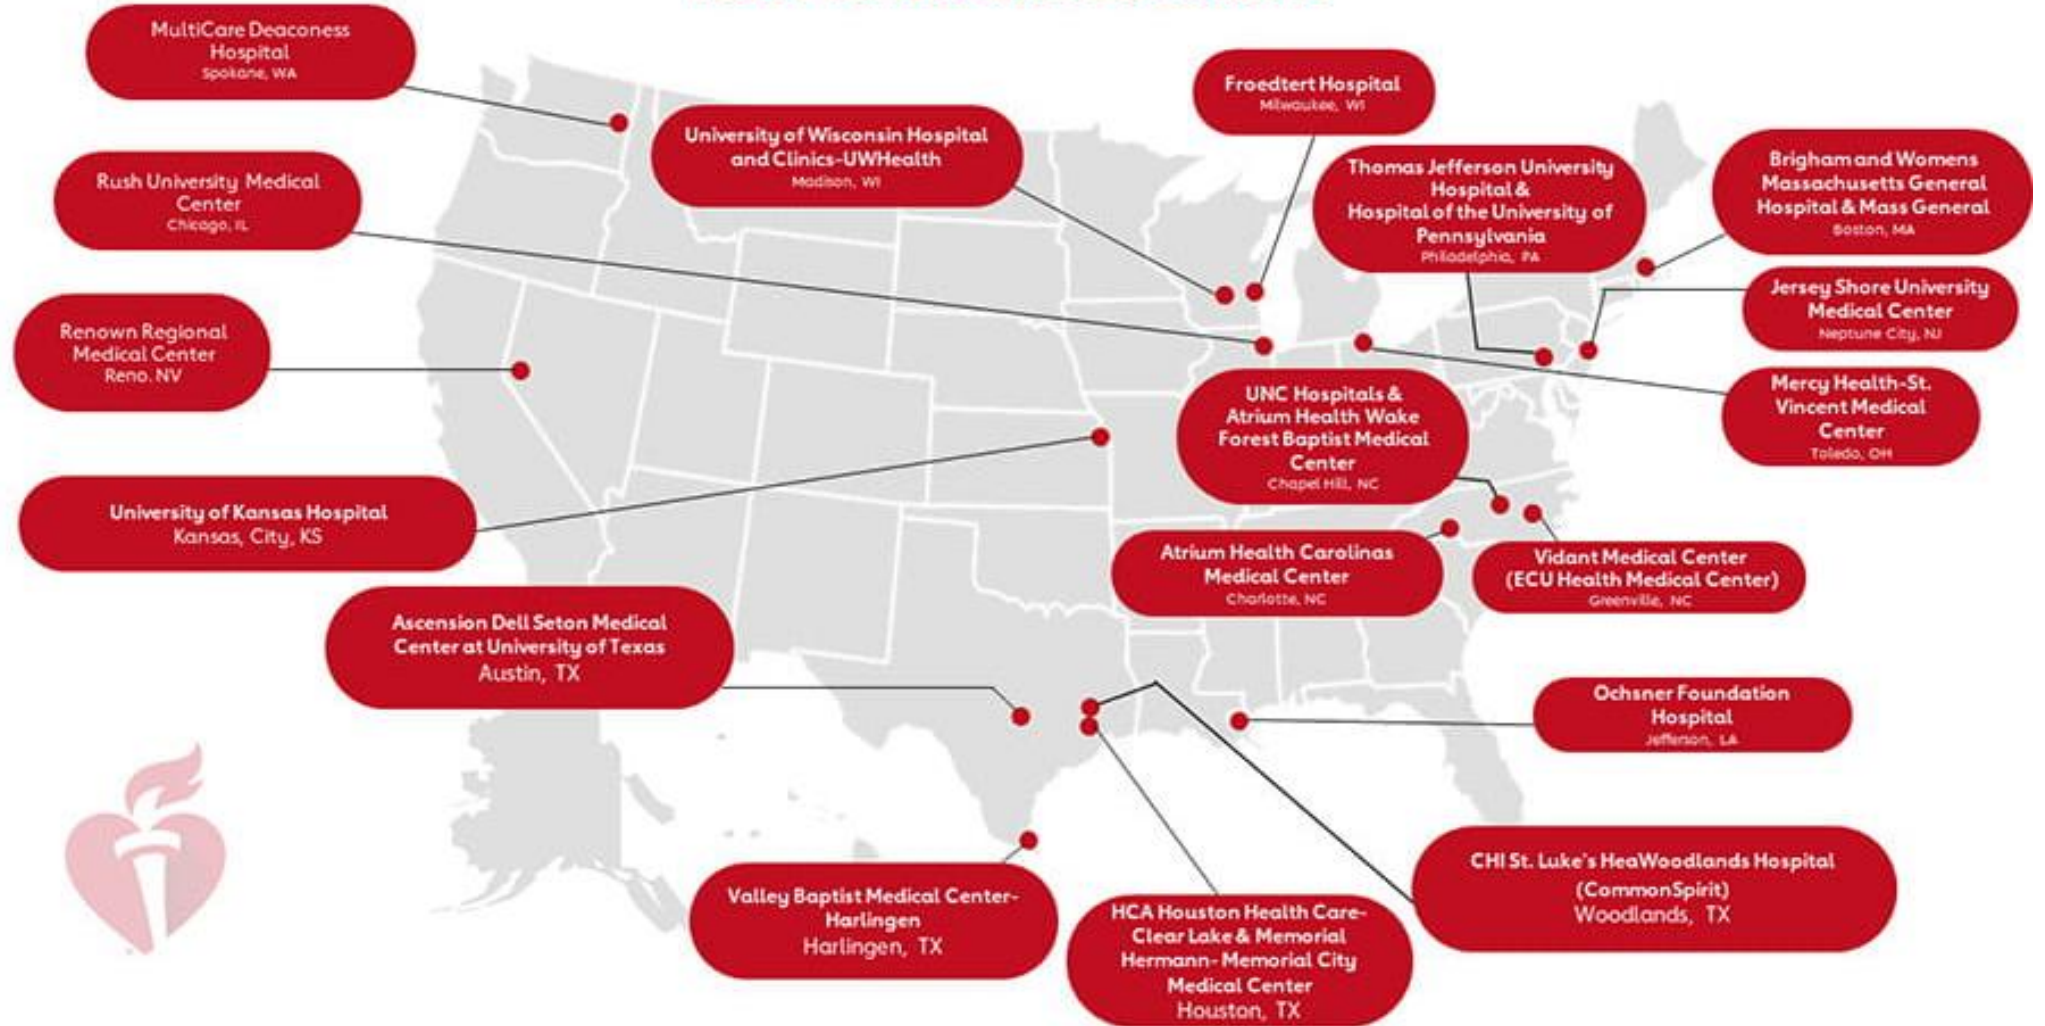 MultiCare Deaconess
Hospital
Spokane, WA
Froedtert Hospital
Milwaukee, WI
University of Wisconsin Hospital
and Clinics-UWHealth
Madison, WI
Thomas Jefferson University
Hospital &
Hospital of the University of
Pennsylvania
Philadelphia, PA
Brigham and Womens
Massachusetts General
Hospital & Mass General
Boston, MA
Rush University Medical
Center
Chicago, IL
Jersey Shore University
Medical Center
Neptune City, NJ
Renown Regional
Medical Center
Reno. NV
Mercy Health-St.
Vincent Medical
Center
Toledo, OH
UNC Hospitals &
Atrium Health Wake
Forest Baptist Medical
Center
Chapel Hill, NC
University of Kansas Hospital
Kansas, City, KS
Atrium Health Carolinas
Medical Center
Charlotte, NC
Vidant Medical Center
(ECU Health Medical Center)
Greenville, NC
Ascension Dell Seton Medical
Center at University of Texas
Austin, TX
Ochsner Foundation
Hospital
Jefferson, LA
CHI St. Luke's HeaWoodlands Hospital
(CommonSpirit)
Woodlands, TX
Valley Baptist Medical Center-
Harlingen
Harlingen, TX
HCA Houston Health Care-
Clear Lake & Memorial
Hermann- Memorial City
Medical Center
Houston, TX